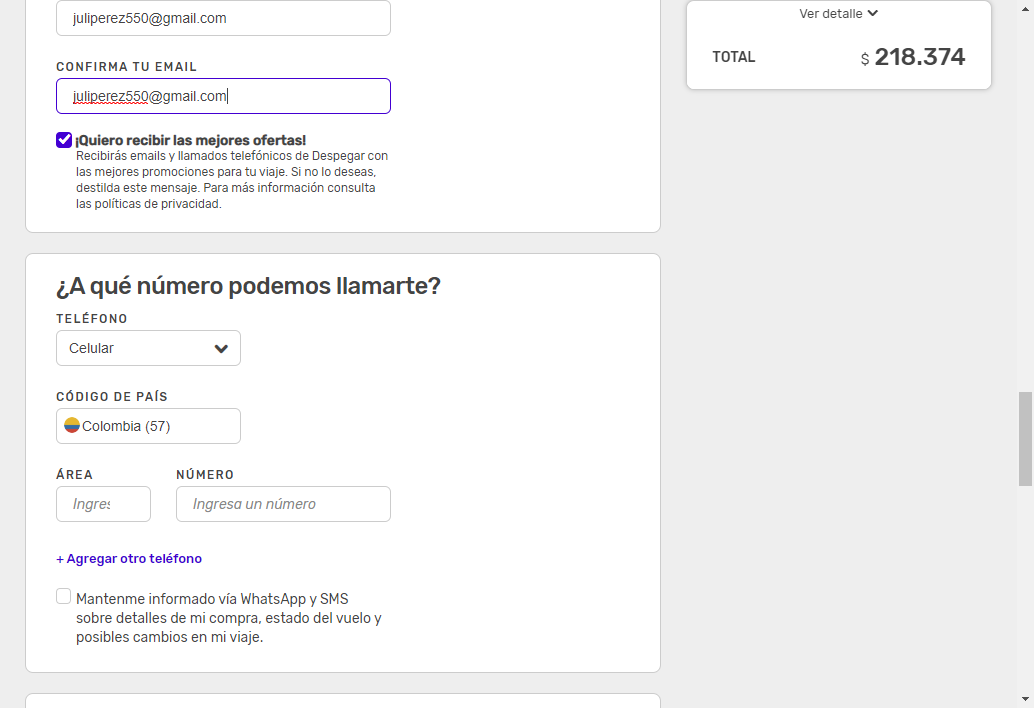 juliperez550@gmail.com
CONFIRMA TU EMAIL
juliperez550@gmail.com
¡Quiero recibir las mejores ofertas!
Recibirás emails y llamados telefónicos de Despegar con
las mejores promociones para tu viaje. Si no lo deseas,
destilda este mensaje. Para más información consulta
las políticas de privacidad.
¿A qué número podemos llamarte?
TELÉFONO
Celular
CÓDIGO DE PAÍS
Colombia (57)
ÁREA NÚMERO
Ingres Ingresa un número
+ Agregar otro teléfono
Mantenme informado vía WhatsApp y SMS
sobre detalles de mi compra, estado del vuelo y
posibles cambios en mi viaje.
Ver detalle
TOTAL $ 218.374